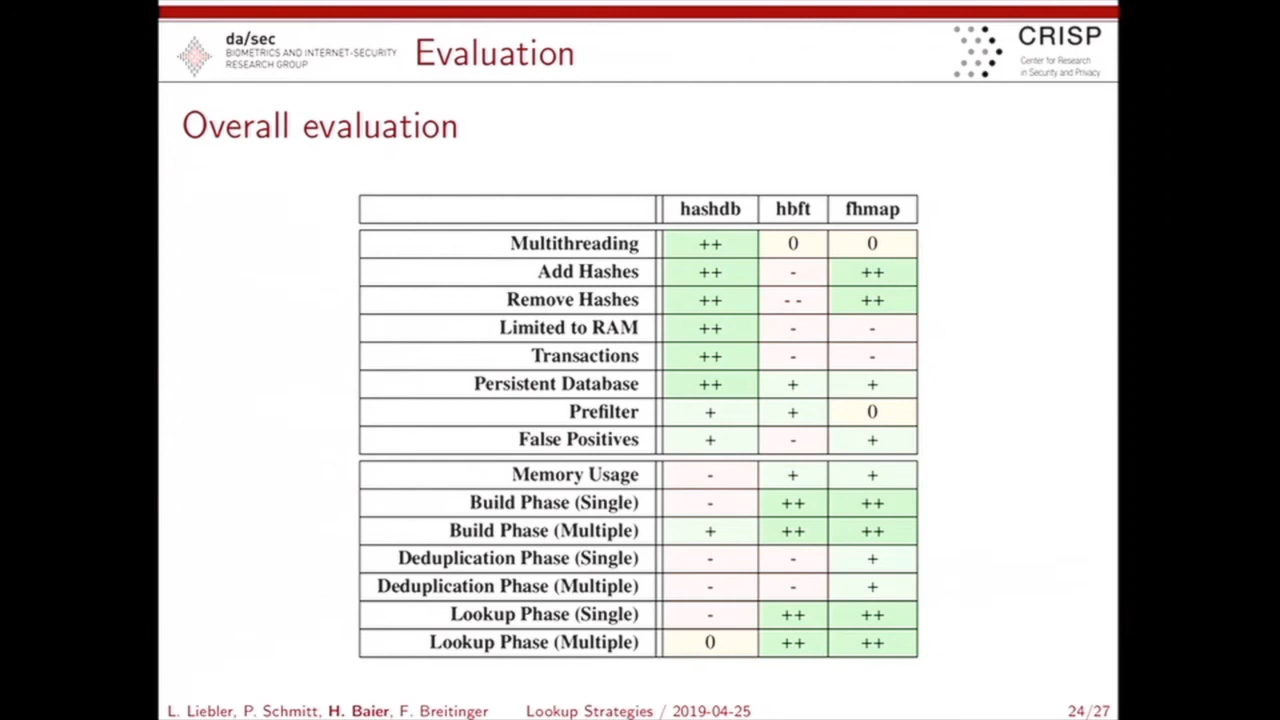 da/sec
BIOMETRICS AND INTERNET-SECURITY
RESEARCH GROUP
Evaluation
CRISP
Center for Research
in Security and Privacy
Overall evaluation
hashdb hbft fhmap
Multithreading ++ 0 0
Add Hashes ++ - ++
Remove Hashes ++ - - ++
Limited to RAM ++ - -
Transactions ++ - -
Persistent Database ++ + +
Prefilter + + 0
False Positives + - +
Memory Usage - + +
Build Phase (Single) - ++ ++
Build Phase (Multiple) + ++ ++
Deduplication Phase (Single) - - +
Deduplication Phase (Multiple) - - +
Lookup Phase (Single) - ++ ++
Lookup Phase (Multiple) 0 ++ ++
L. Liebler, P. Schmitt, H. Baier, F. Breitinger Lookup Strategies / 2019-04-25 24/27